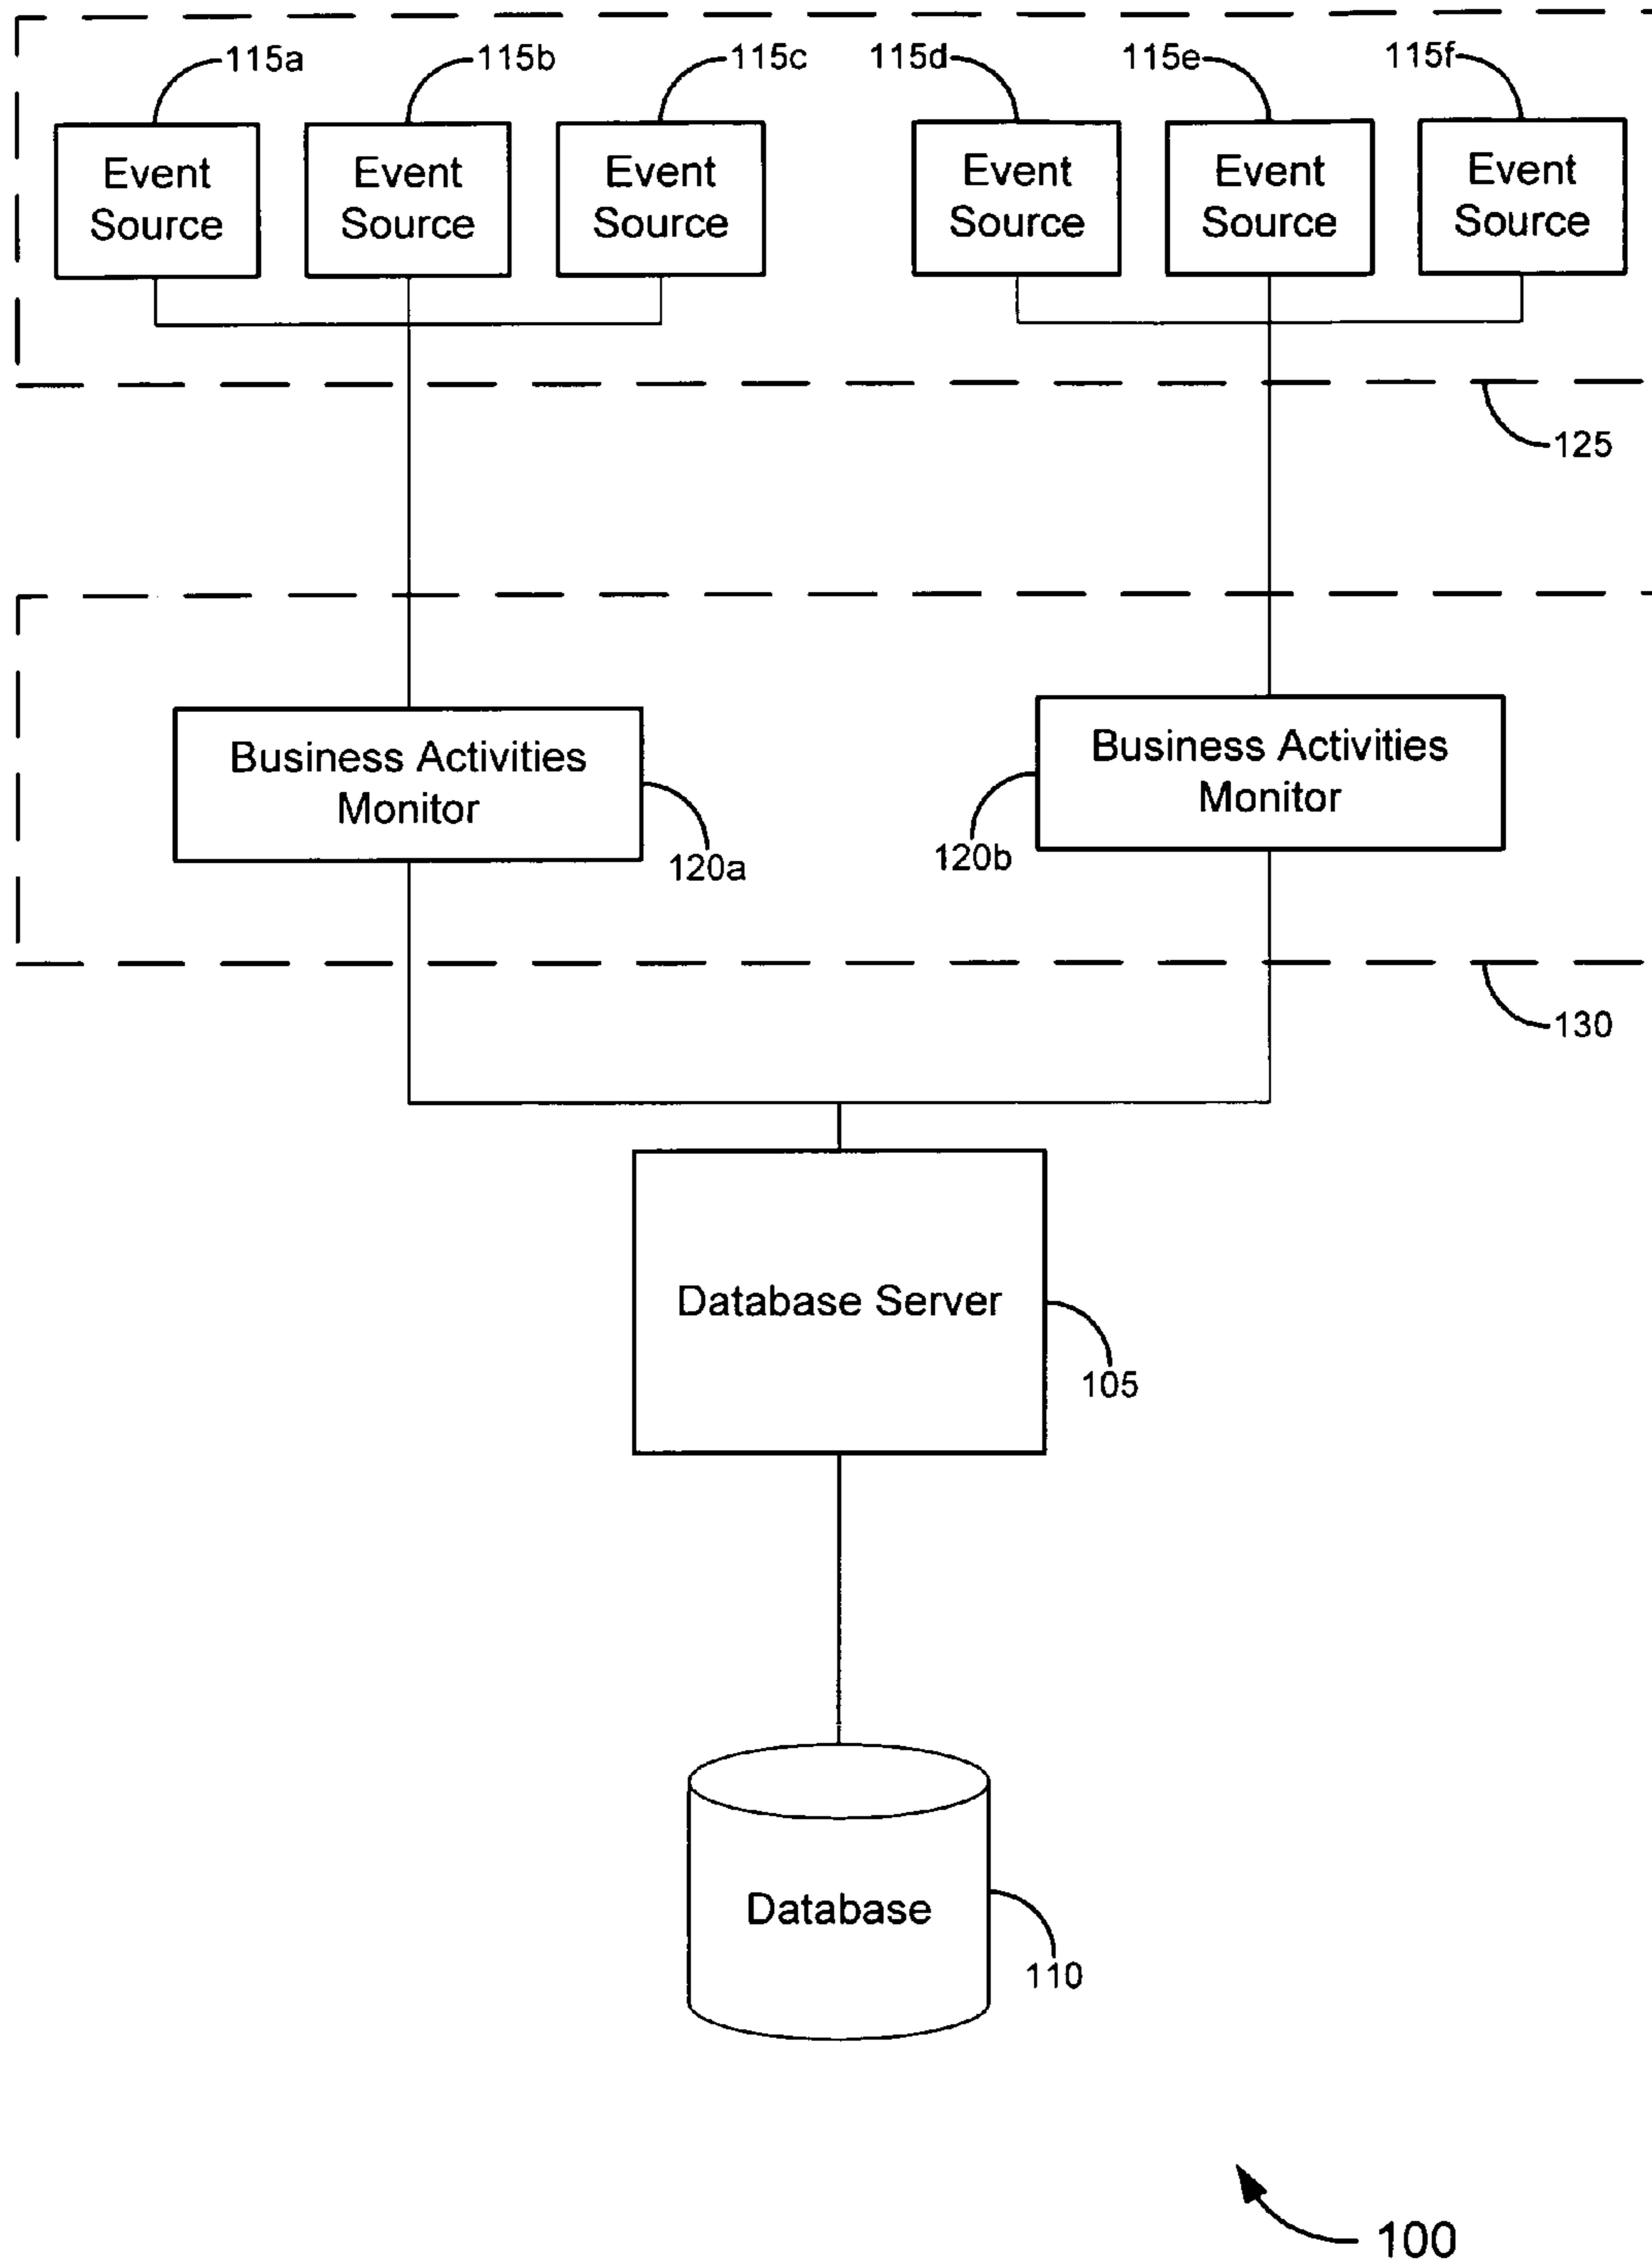 115a
115b
115c
115d
115e
115f
Event
Source
Event
Source
Event
Source
Event
Source
Event
Source
Event
Source
125
Business Activities
Monitor
120a
Business Activities
Monitor
120b
130
Database Server
105
Database
110
100